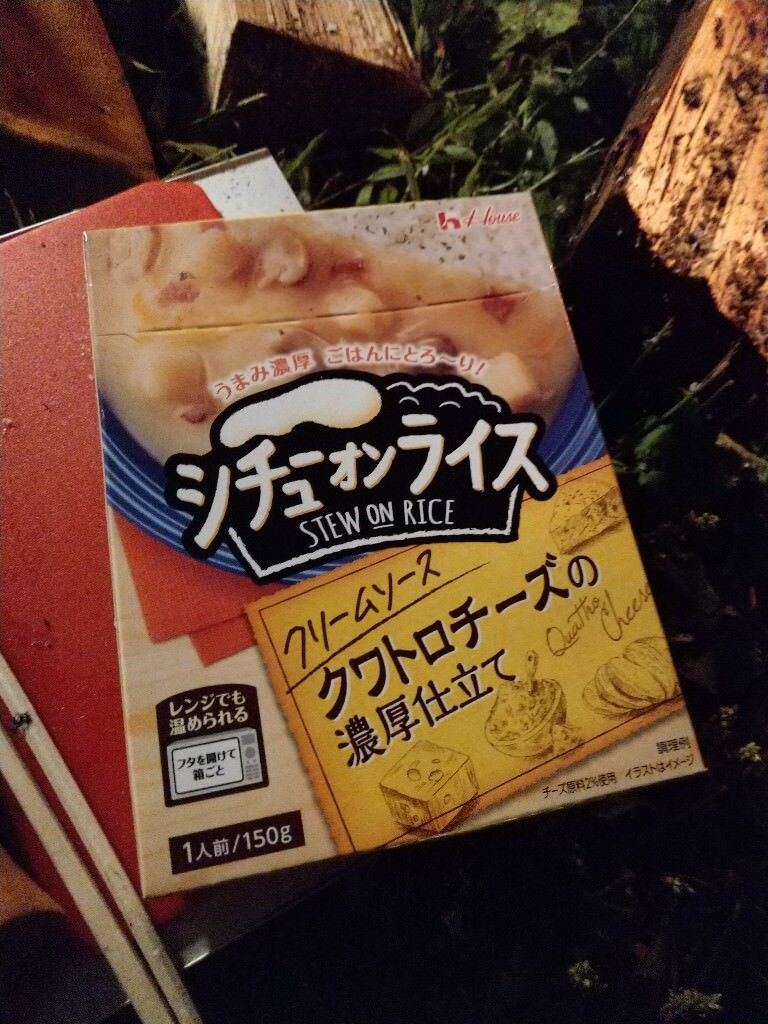 House
うまみ濃厚 ごはんにとろ〜り!
シチューオンライス
STEW ON RICE
クリームソース
クワトロチーズの
濃厚仕立て
Quattro Cheese
レンジでも
温められる
フタを開けて
箱ごと
1人前/150g
調理例
チーズ原料2%使用 イラストはイメージ